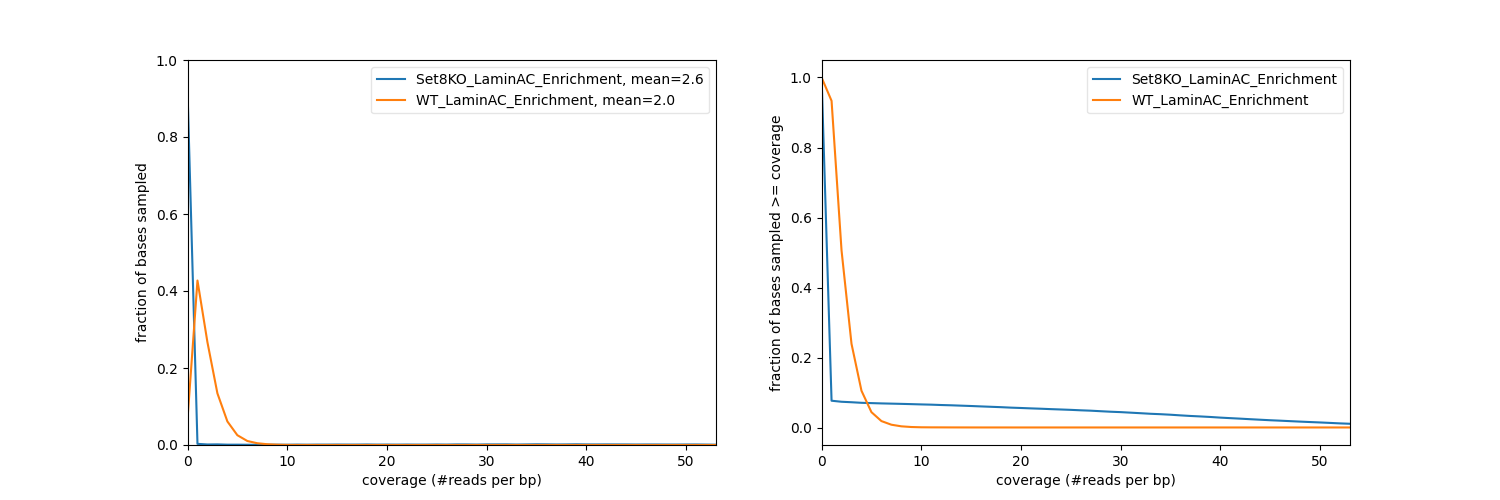 1.0
0.8
0.6
0.4
0.2
0.0
fraction of bases sampled
Set8KO_LaminAC_Enrichment, mean=2.6
WT_LaminAC_Enrichment, mean=2.0
0 10 20 30 40 50
coverage (#reads per bp)
1.0
0.8
0.6
0.4
0.2
0.0
fraction of bases sampled >= coverage
Set8KO_LaminAC_Enrichment
WT_LaminAC_Enrichment
0 10 20 30 40 50
coverage (#reads per bp)